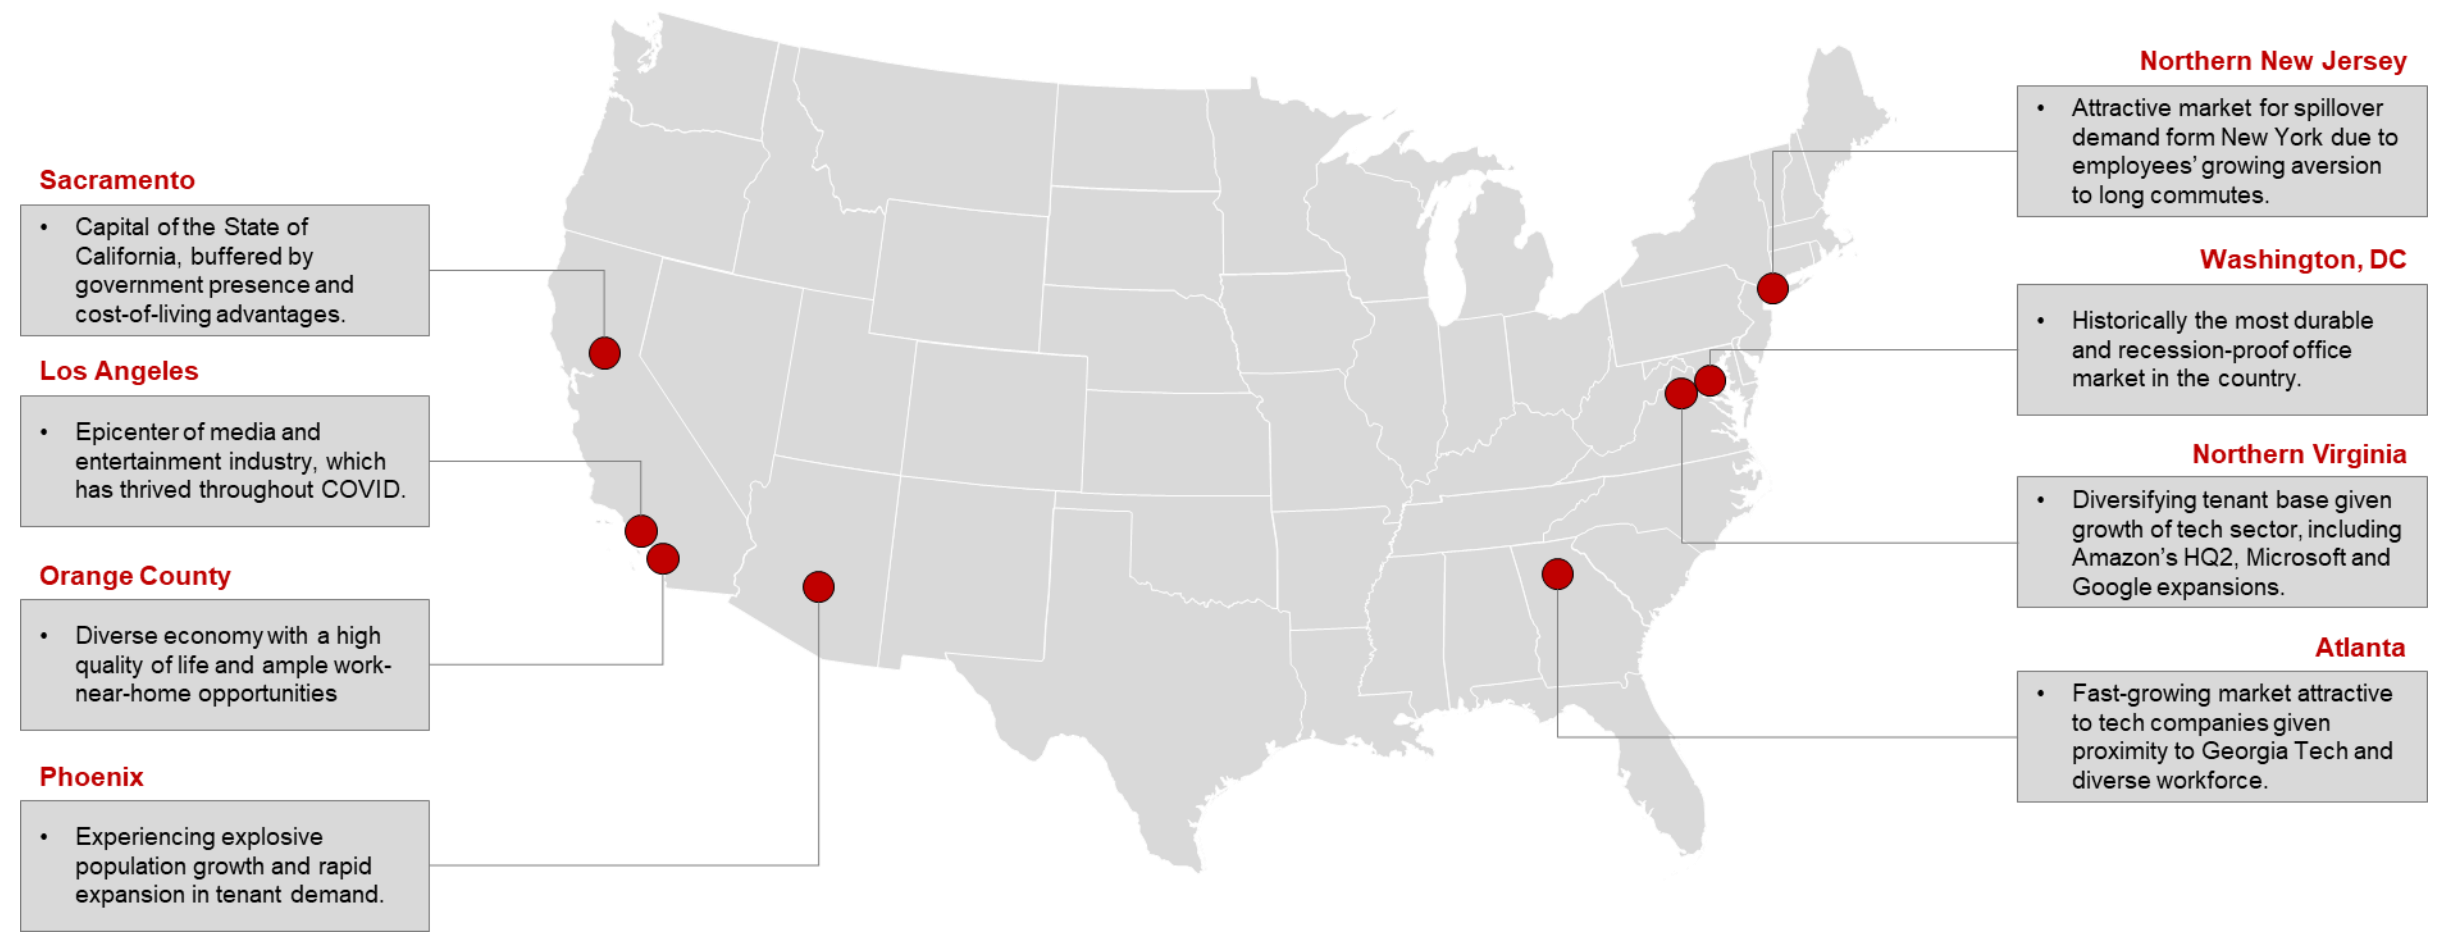 Sacramento
• Capital of the State of
California, buffered by
government presence and
cost-of-living advantages.
Los Angeles
• Epicenter of media and
entertainment industry, which
has thrived throughout COVID.
Orange County
• Diverse economy with a high
quality of life and ample work-
near-home opportunities
Phoenix
• Experiencing explosive
population growth and rapid
expansion in tenant demand.
Northern New Jersey
• Attractive market for spillover
demand form New York due to
employees’ growing aversion
to long commutes.
Washington, DC
• Historically the most durable
and recession-proof office
market in the country.
Northern Virginia
• Diversifying tenant base given
growth of tech sector, including
Amazon’s HQ2, Microsoft and
Google expansions.
Atlanta
• Fast-growing market attractive
to tech companies given
proximity to Georgia Tech and
diverse workforce.